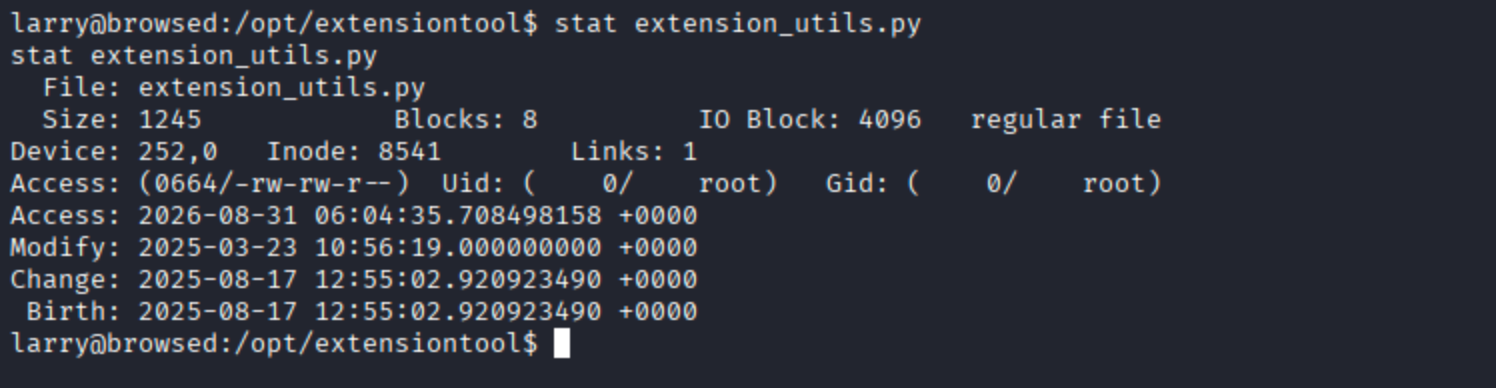 larry@browsed:/opt/extensiontool$ stat extension_utils.py
stat extension_utils.py
  File: extension_utils.py
  Size: 1245            Blocks: 8          IO Block: 4096   regular file
Device: 252,0   Inode: 8541        Links: 1
Access: (0664/-rw-rw-r--)  Uid: (    0/    root)   Gid: (    0/    root)
Access: 2026-08-31 06:04:35.708498158 +0000
Modify: 2025-03-23 10:56:19.000000000 +0000
Change: 2025-08-17 12:55:02.920923490 +0000
 Birth: 2025-08-17 12:55:02.920923490 +0000
larry@browsed:/opt/extensiontool$